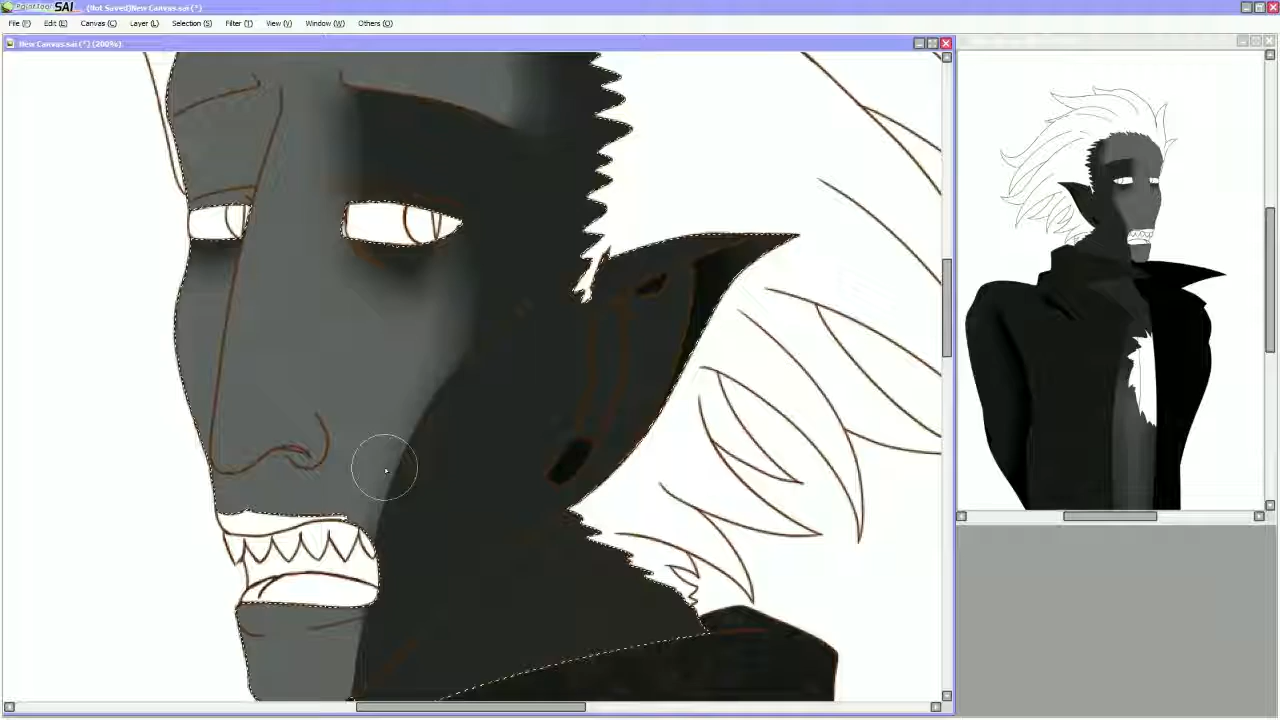 PaintTool SAI (Not Saved)New Canvas.sai (*)
File (F) Edit (E) Canvas (C) Layer (L) Selection (S) Filter (T) View (V) Window (W) Others (O)
New Canvas.sai (*) (200%)